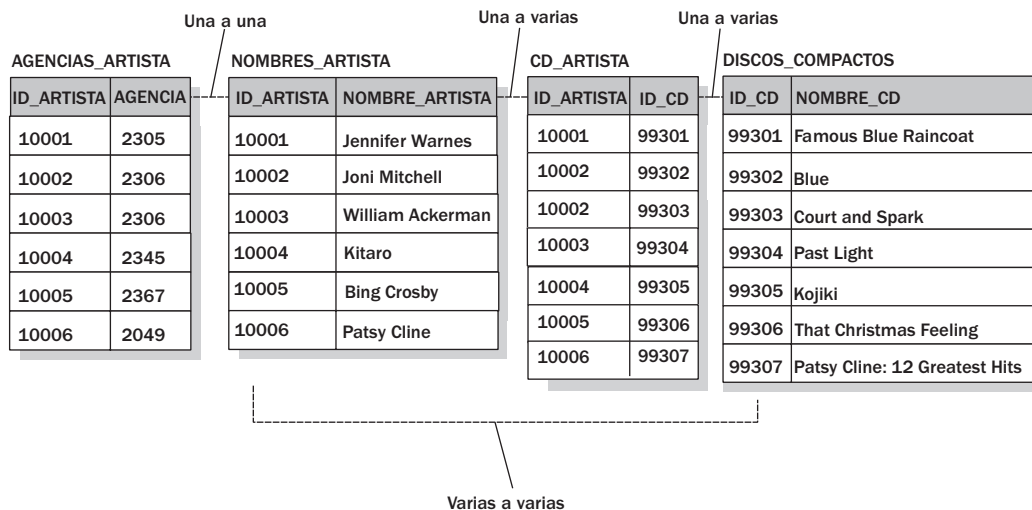 Una a una
Una a varias
Una a varias
AGENCIAS_ARTISTA
ID_ARTISTA AGENCIA
10001 2305
10002 2306
10003 2306
10004 2345
10005 2367
10006 2049
NOMBRES_ARTISTA
ID_ARTISTA NOMBRE_ARTISTA
10001 Jennifer Warnes
10002 Joni Mitchell
10003 William Ackerman
10004 Kitaro
10005 Bing Crosby
10006 Patsy Cline
CD_ARTISTA
ID_ARTISTA ID_CD
10001 99301
10002 99302
10002 99303
10003 99304
10004 99305
10005 99306
10006 99307
DISCOS_COMPACTOS
ID_CD NOMBRE_CD
99301 Famous Blue Raincoat
99302 Blue
99303 Court and Spark
99304 Past Light
99305 Kojiki
99306 That Christmas Feeling
99307 Patsy Cline: 12 Greatest Hits
Varias a varias